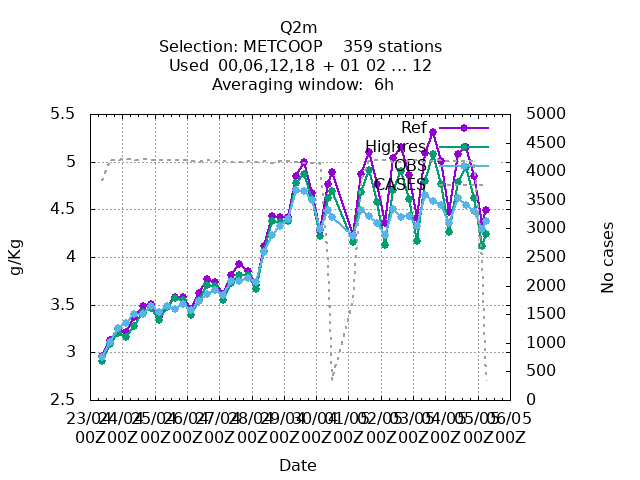 Q2m
Selection: METCOOP    359 stations
Used  00,06,12,18 + 01 02 ... 12
Averaging window:  6h
5.5
5
4.5
4
3.5
3
2.5
g/Kg
5000
4500
4000
3500
3000
2500
2000
1500
1000
500
0
No cases
Ref
Highres
OBS
CASES
23/04 24/04 25/04 26/04 27/04 28/04 29/04 30/04 01/05 02/05 03/05 04/05 05/05 06/05
00Z 00Z 00Z 00Z 00Z 00Z 00Z 00Z 00Z 00Z 00Z 00Z 00Z 00Z
Date